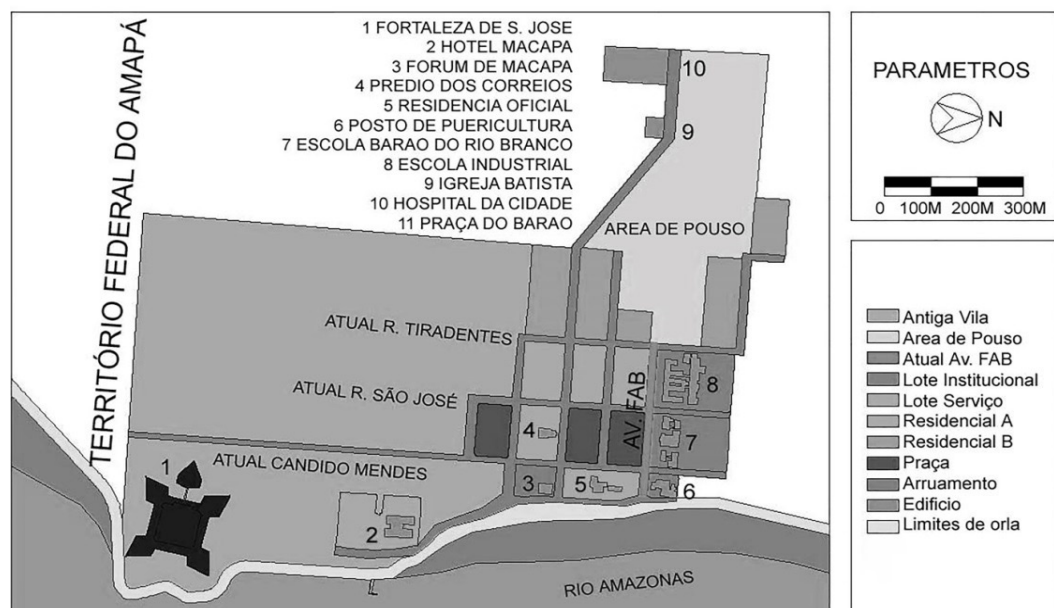 1 FORTALEZA DE S. JOSE
2 HOTEL MACAPA
3 FORUM DE MACAPA
4 PREDIO DOS CORREIOS
5 RESIDENCIA OFICIAL
6 POSTO DE PUERICULTURA
7 ESCOLA BARAO DO RIO BRANCO
8 ESCOLA INDUSTRIAL
9 IGREJA BATISTA
10 HOSPITAL DA CIDADE
11 PRAÇA DO BARAO
TERRITÓRIO FEDERAL DO AMAPÁ
10
9
AREA DE POUSO
ATUAL R. TIRADENTES
ATUAL R. SÃO JOSÉ
AV. FAB
8
4
7
ATUAL CANDIDO MENDES
1
3
5
6
2
RIO AMAZONAS
PARAMETROS
N
0 100M 200M 300M
Antiga Vila
Area de Pouso
Atual Av. FAB
Lote Institucional
Lote Serviço
Residencial A
Residencial B
Praça
Arruamento
Edificio
Limites de orla